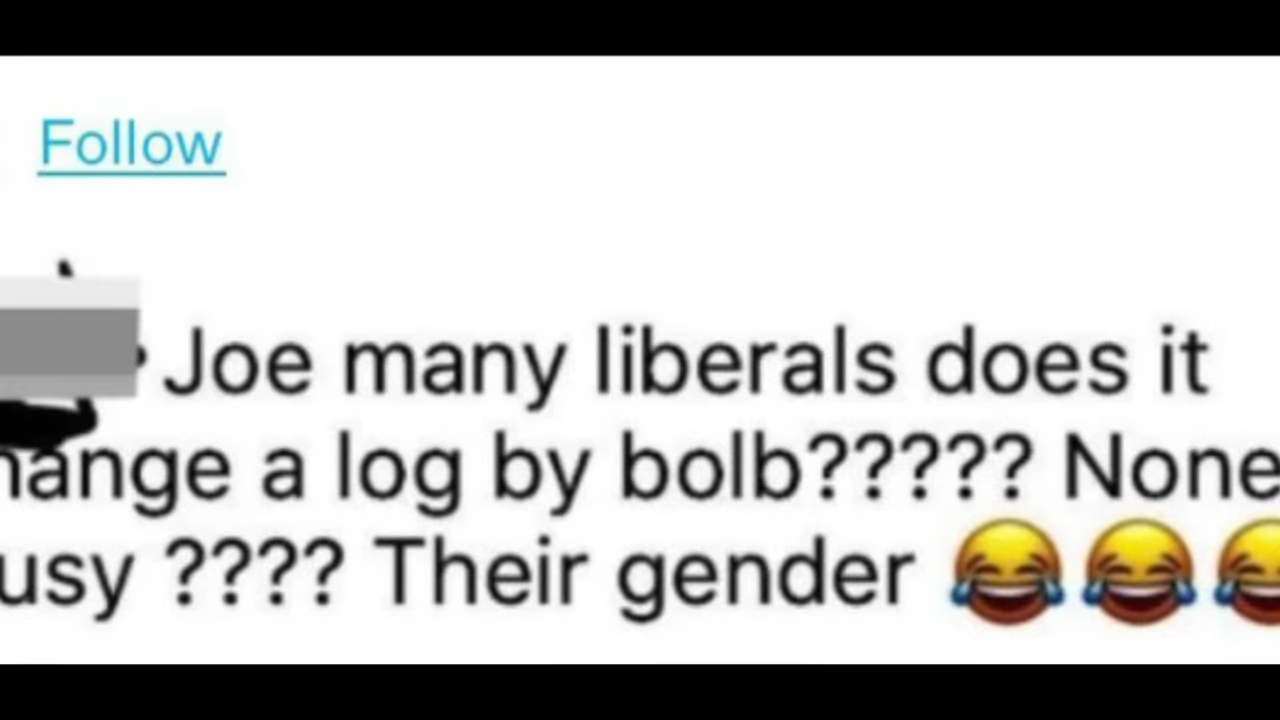 Follow
Joe many liberals does it
hange a log by bolb????? None
usy ???? Their gender 😂😂😂